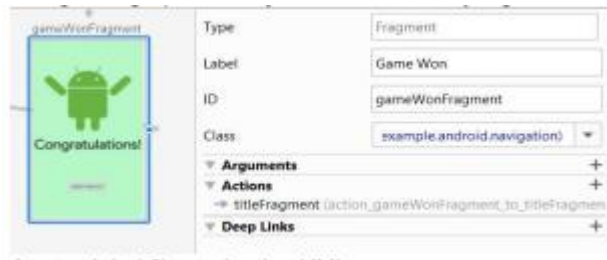 gameWonFragment
Congratulations!
Type Fragment
Label Game Won
ID gameWonFragment
Class example.android.navigation)
Arguments +
Actions +
titleFragment (action_gameWonFragment_to_titleFragmen
Deep Links +